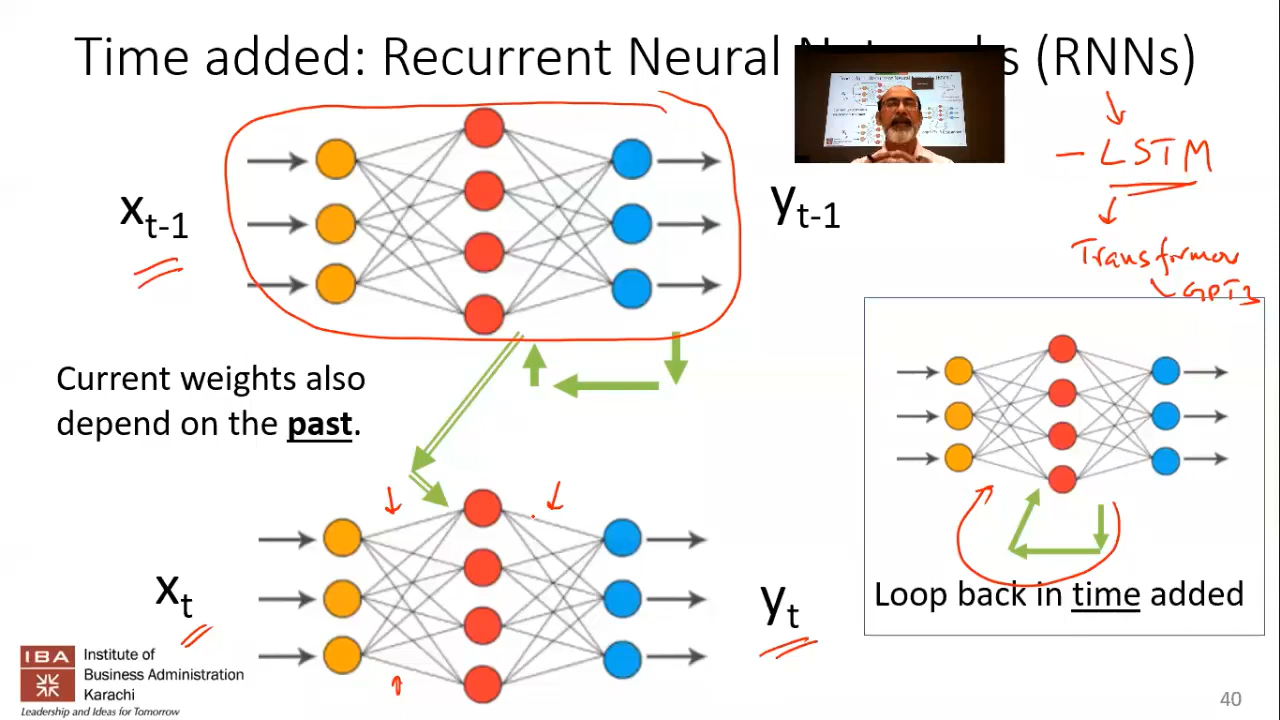 Time added: Recurrent Neural N s (RNNs)
- LSTM
Transformer
GPT3
x t-1
y t-1
Current weights also
depend on the past.
x t
y t
Loop back in time added
IBA
Institute of
Business Administration
Karachi
Leadership and Ideas for Tomorrow
40